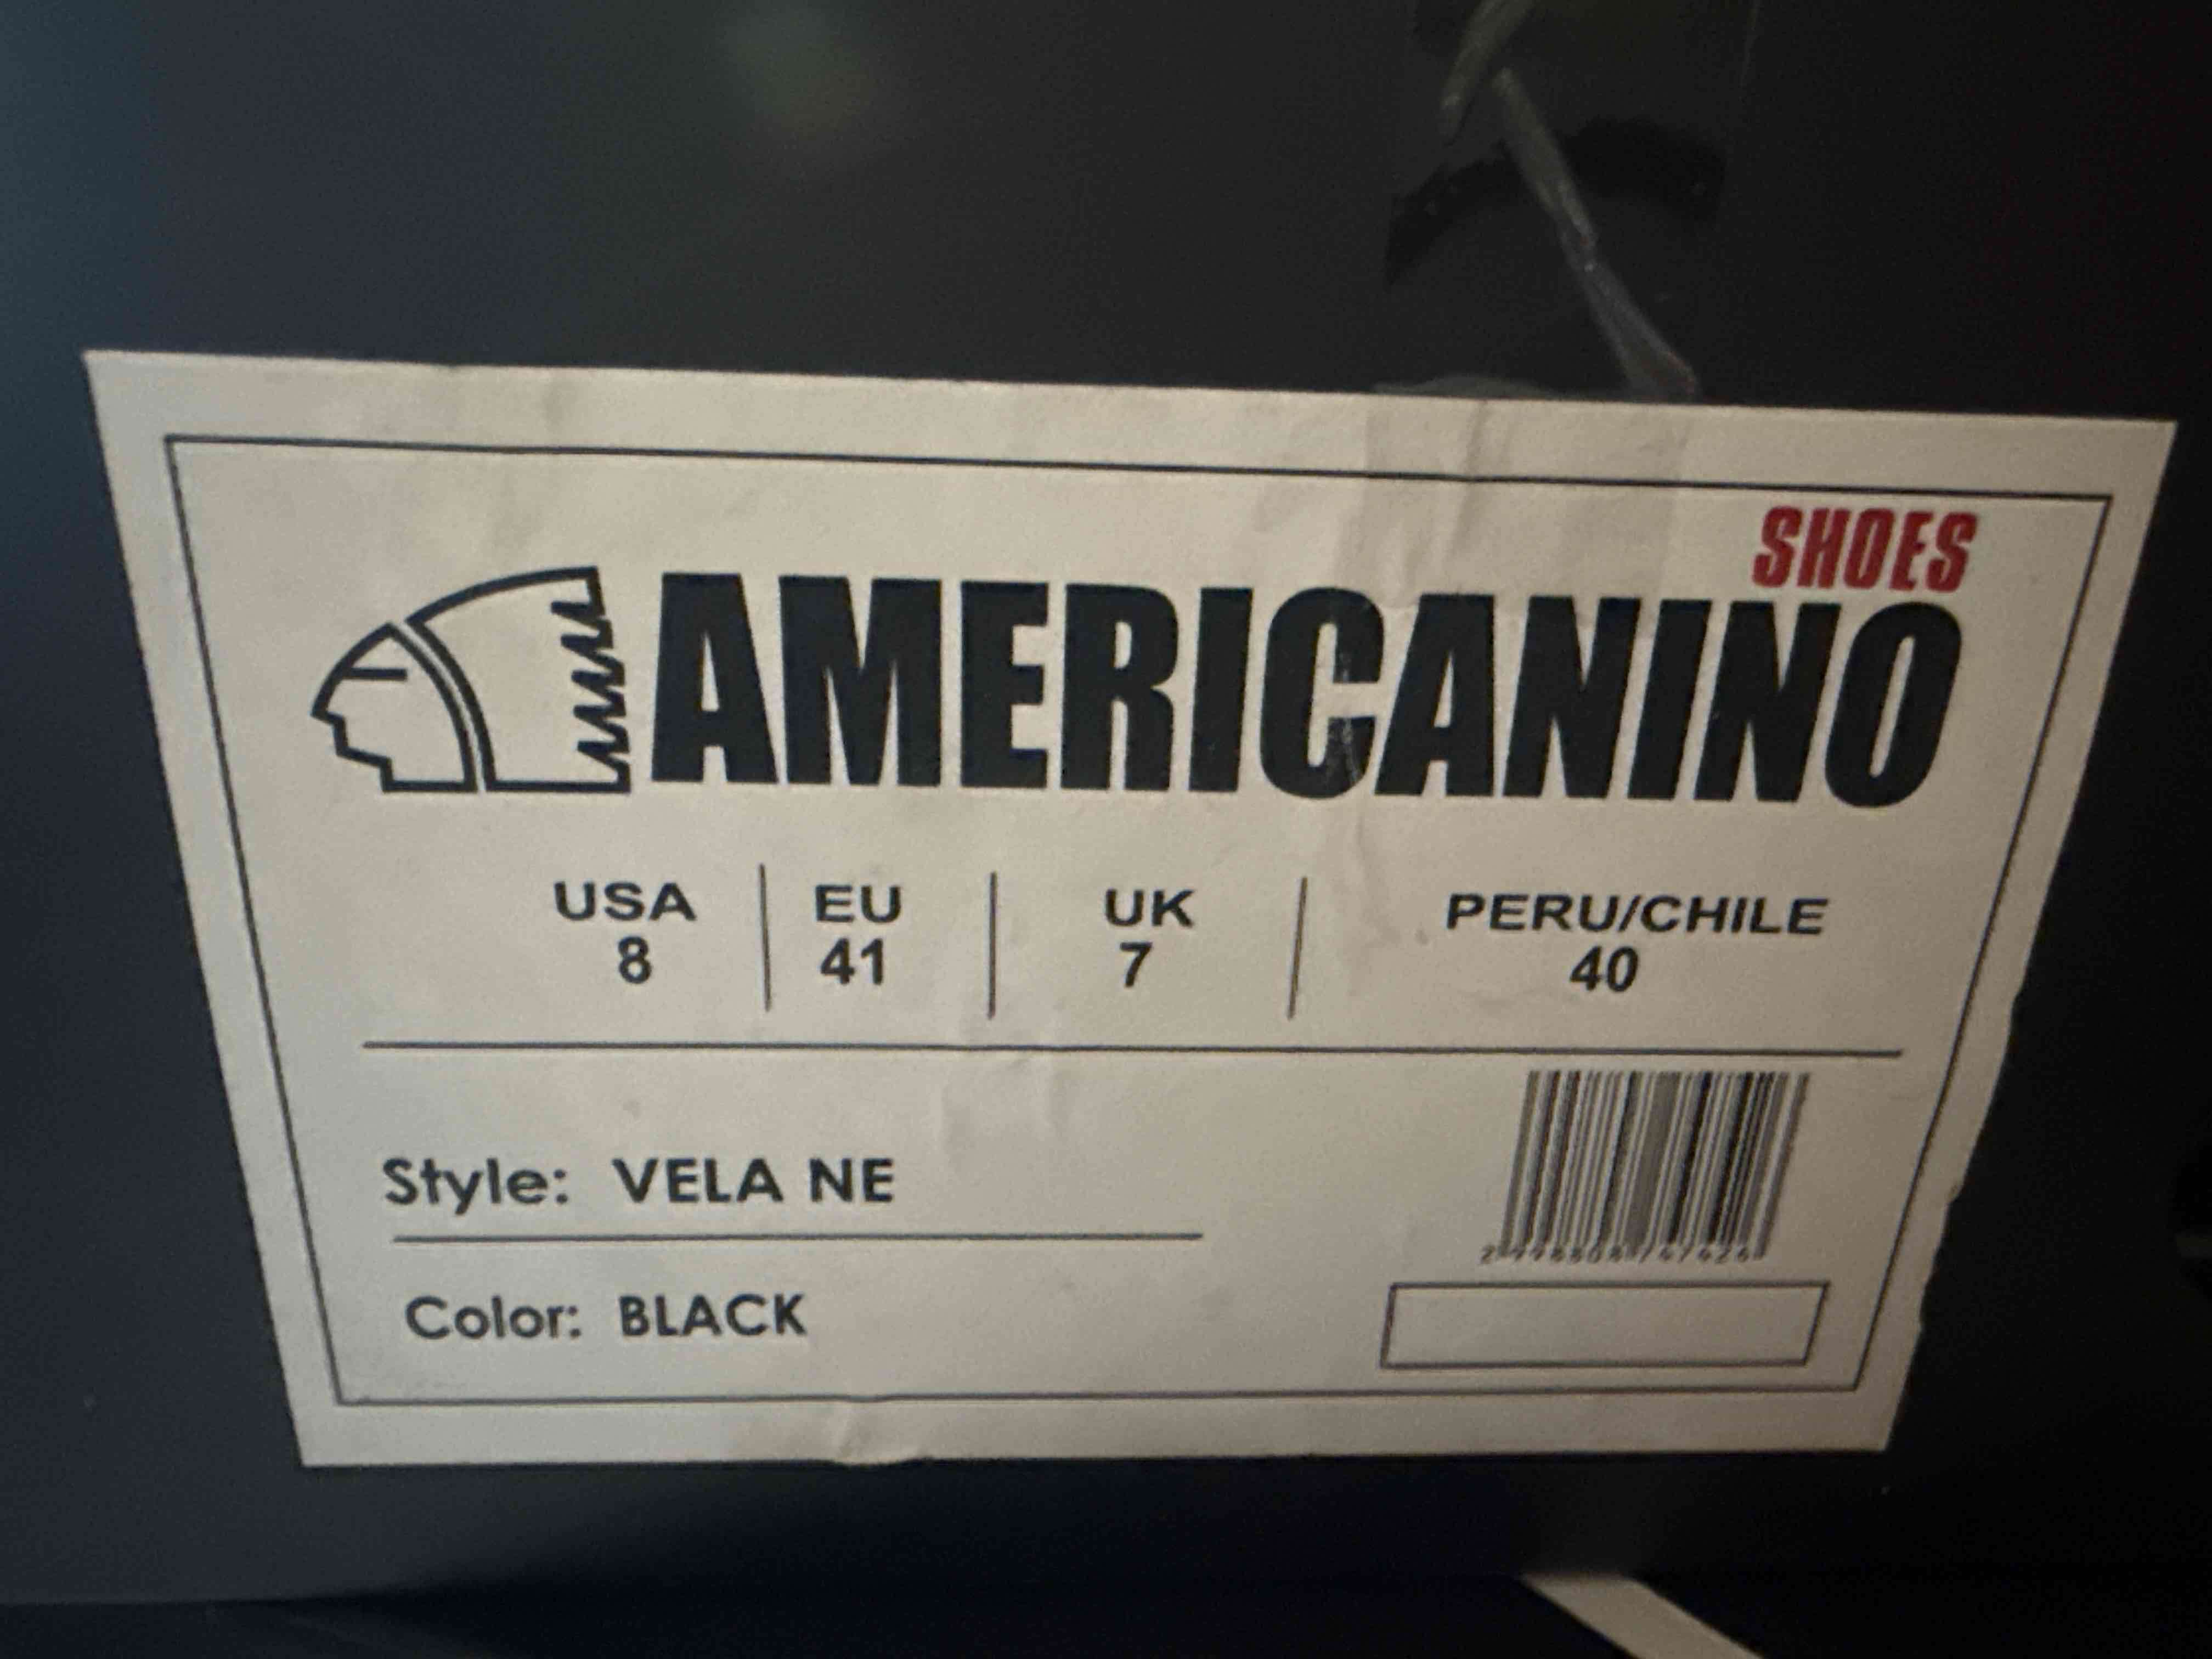 SHOES
AMERICANINO
USA EU UK PERU/CHILE
8 41 7 40
Style: VELA NE
Color: BLACK